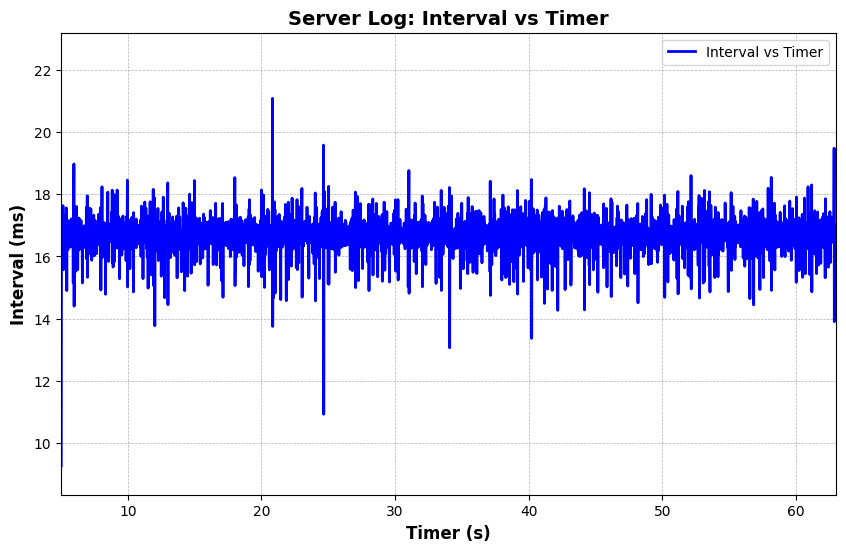 Server Log: Interval vs Timer
Interval vs Timer
22
20
18
16
14
12
10
Interval (ms)
10 20 30 40 50 60
Timer (s)